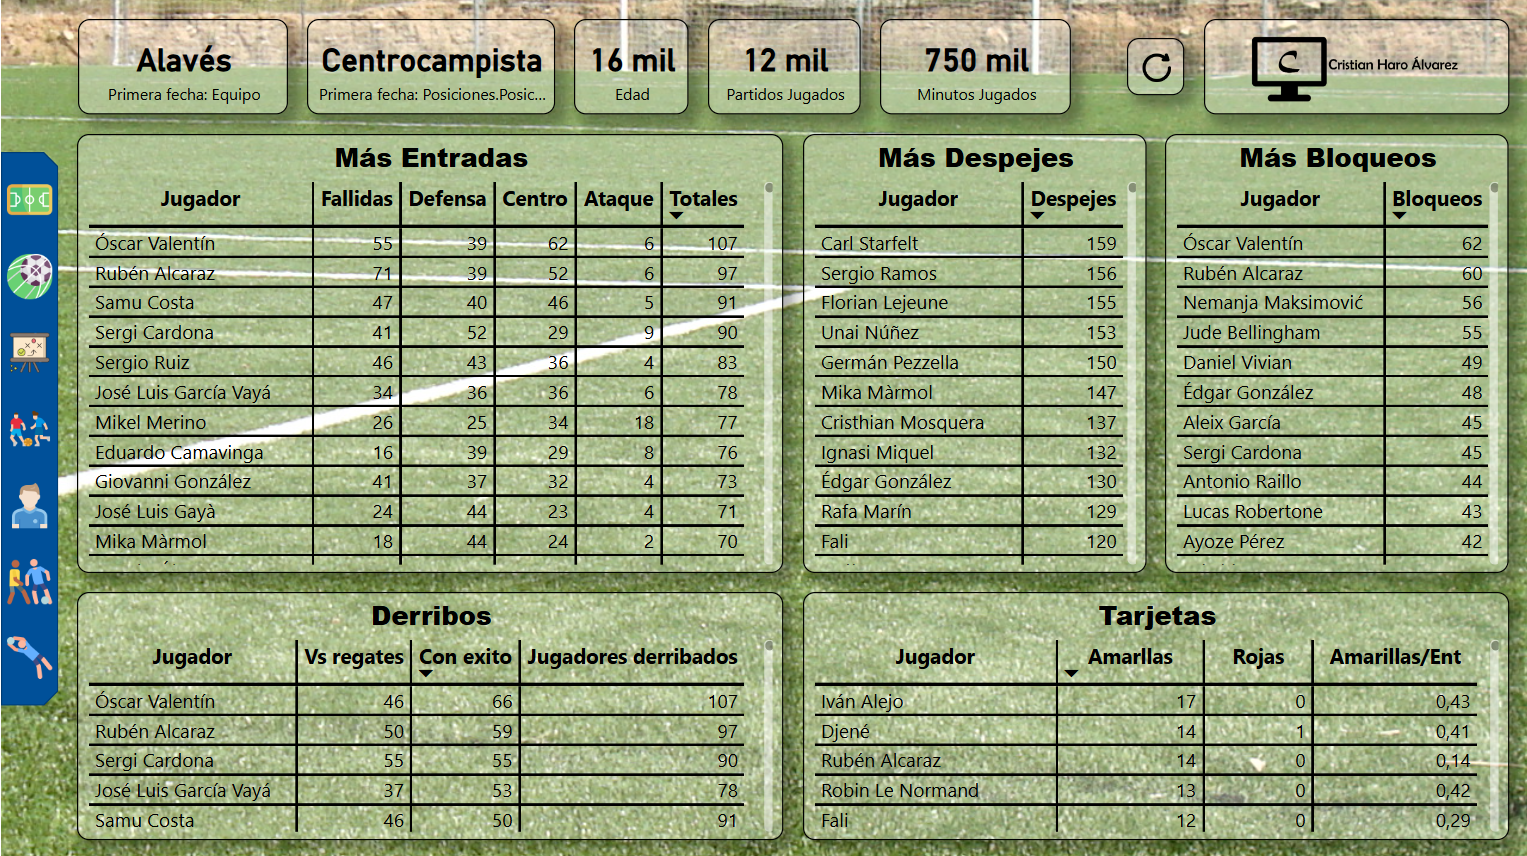 Alavés
Primera fecha: Equipo
Centrocampista
Primera fecha: Posiciones.Posic...
16 mil
Edad
12 mil
Partidos Jugados
750 mil
Minutos Jugados
Cristian Haro Álvarez
Más Entradas
Jugador Fallidas Defensa Centro Ataque Totales
Óscar Valentín 55 39 62 6 107
Rubén Alcaraz 71 39 52 6 97
Samu Costa 47 40 46 5 91
Sergi Cardona 41 52 29 9 90
Sergio Ruiz 46 43 36 4 83
José Luis García Vayá 34 36 36 6 78
Mikel Merino 26 25 34 18 77
Eduardo Camavinga 16 39 29 8 76
Giovanni González 41 37 32 4 73
José Luis Gayà 24 44 23 4 71
Mika Màrmol 18 44 24 2 70
Más Despejes
Jugador Despejes
Carl Starfelt 159
Sergio Ramos 156
Florian Lejeune 155
Unai Núñez 153
Germán Pezzella 150
Mika Màrmol 147
Cristhian Mosquera 137
Ignasi Miquel 132
Édgar González 130
Rafa Marín 129
Fali 120
Más Bloqueos
Jugador Bloqueos
Óscar Valentín 62
Rubén Alcaraz 60
Nemanja Maksimović 56
Jude Bellingham 55
Daniel Vivian 49
Édgar González 48
Aleix García 45
Sergi Cardona 45
Antonio Raillo 44
Lucas Robertone 43
Ayoze Pérez 42
Derribos
Jugador Vs regates Con exito Jugadores derribados
Óscar Valentín 46 66 107
Rubén Alcaraz 50 59 97
Sergi Cardona 55 55 90
José Luis García Vayá 37 53 78
Samu Costa 46 50 91
Tarjetas
Jugador Amarllas Rojas Amarillas/Ent
Iván Alejo 17 0 0,43
Djené 14 1 0,41
Rubén Alcaraz 14 0 0,14
Robin Le Normand 13 0 0,42
Fali 12 0 0,29